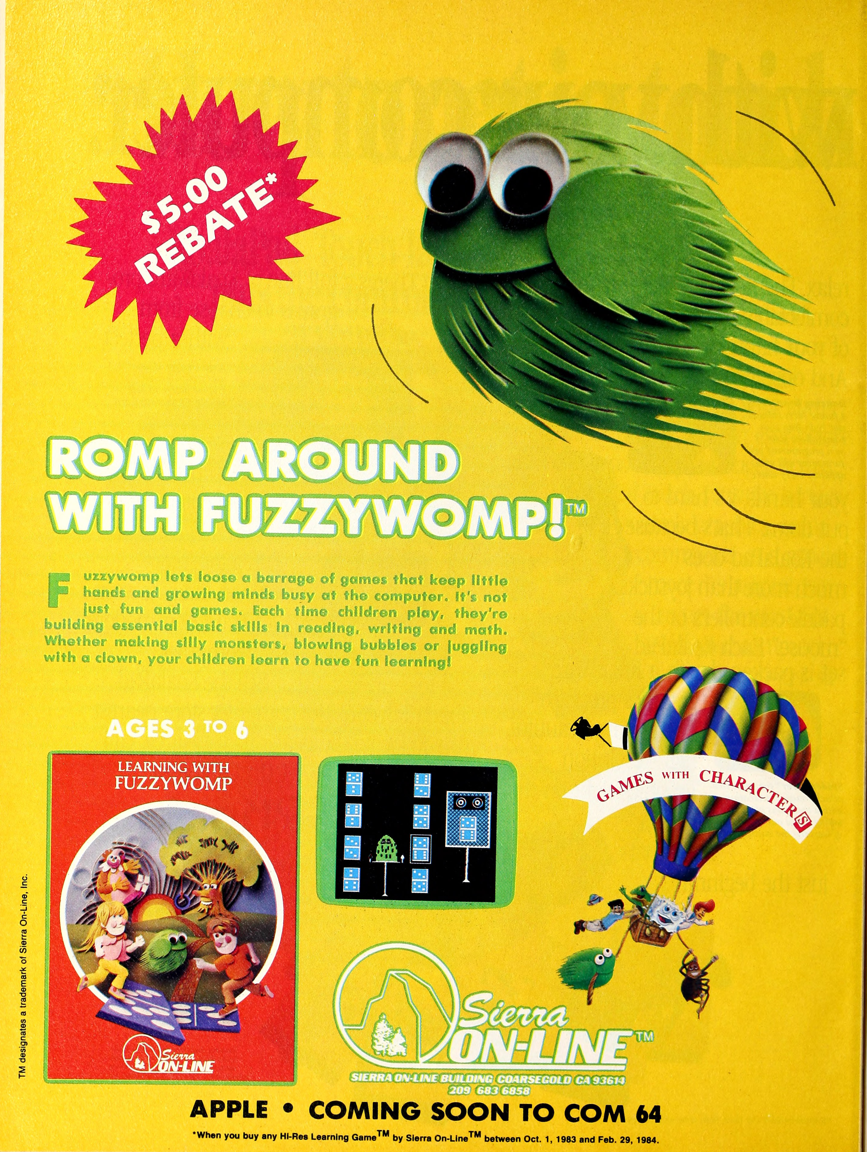 $5.00
REBATE*
ROMP AROUND
WITH FUZZYWOMP!™
Fuzzywomp lets loose a barrage of games that keep little
hands and growing minds busy at the computer. It's not
just fun and games. Each time children play, they're
building essential basic skills in reading, writing and math.
Whether making silly monsters, blowing bubbles or juggling
with a clown, your children learn to have fun learning!
AGES 3 TO 6
LEARNING WITH
FUZZYWOMP
Sierra
ON-LINE
GAMES WITH CHARACTER[S]
Sierra
ON-LINE™
SIERRA ON-LINE BUILDING COARSEGOLD CA 93614
209 683 6858
TM designates a trademark of Sierra On-Line, Inc.
APPLE • COMING SOON TO COM 64
*When you buy any Hi-Res Learning Game™ by Sierra On-Line™ between Oct. 1, 1983 and Feb. 29, 1984.